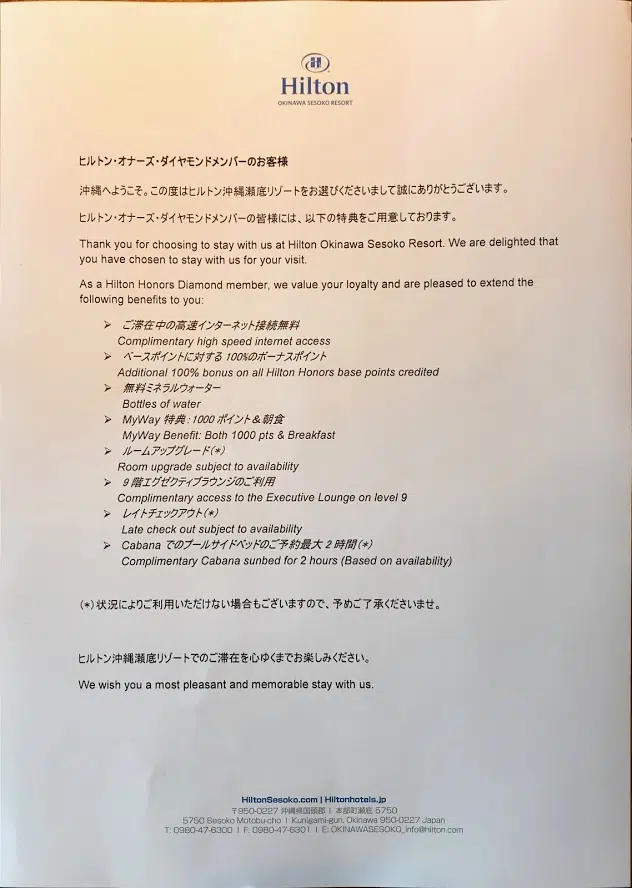 Hilton
OKINAWA SESOKO RESORT
ヒルトン・オナーズ・ダイヤモンドメンバーのお客様
沖縄へようこそ。この度はヒルトン沖縄瀬底リゾートをお選びくださいまして誠にありがとうございます。
ヒルトン・オナーズ・ダイヤモンドメンバーの皆様には、以下の特典をご用意しております。
Thank you for choosing to stay with us at Hilton Okinawa Sesoko Resort. We are delighted that
you have chosen to stay with us for your visit.
As a Hilton Honors Diamond member, we value your loyalty and are pleased to extend the
following benefits to you:
➢ ご滞在中の高速インターネット接続無料
Complimentary high speed internet access
➢ ベースポイントに対する 100%のボーナスポイント
Additional 100% bonus on all Hilton Honors base points credited
➢ 無料ミネラルウォーター
Bottles of water
➢ MyWay 特典：1000 ポイント＆朝食
MyWay Benefit: Both 1000 pts & Breakfast
➢ ルームアップグレード(*)
Room upgrade subject to availability
➢ 9 階エグゼクティブラウンジのご利用
Complimentary access to the Executive Lounge on level 9
➢ レイトチェックアウト(*)
Late check out subject to availability
➢ Cabana でのプールサイドベッドのご予約最大 2 時間(*)
Complimentary Cabana sunbed for 2 hours (Based on availability)
(*)状況によりご利用いただけない場合もございますので、予めご了承くださいませ。
ヒルトン沖縄瀬底リゾートでのご滞在を心ゆくまでお楽しみください。
We wish you a most pleasant and memorable stay with us.
HiltonSesoko.com | Hiltonhotels.jp
〒950-0227 沖縄県国頭郡 | 本部町瀬底 5750
5750 Sesoko Motobu-cho | Kunigami-gun, Okinawa 950-0227 Japan
T: 0980-47-6300 | F: 0980-47-6301 | E: OKINAWASESOKO_info@hilton.com